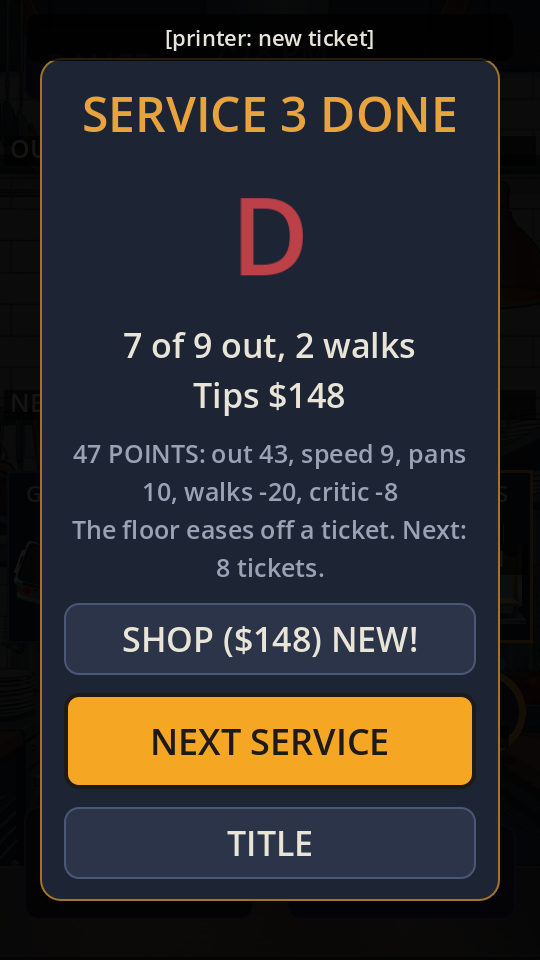 [printer: new ticket]
SERVICE 3 DONE
D
7 of 9 out, 2 walks
Tips $148
47 POINTS: out 43, speed 9, pans
10, walks -20, critic -8
The floor eases off a ticket. Next:
8 tickets.
SHOP ($148) NEW!
NEXT SERVICE
TITLE